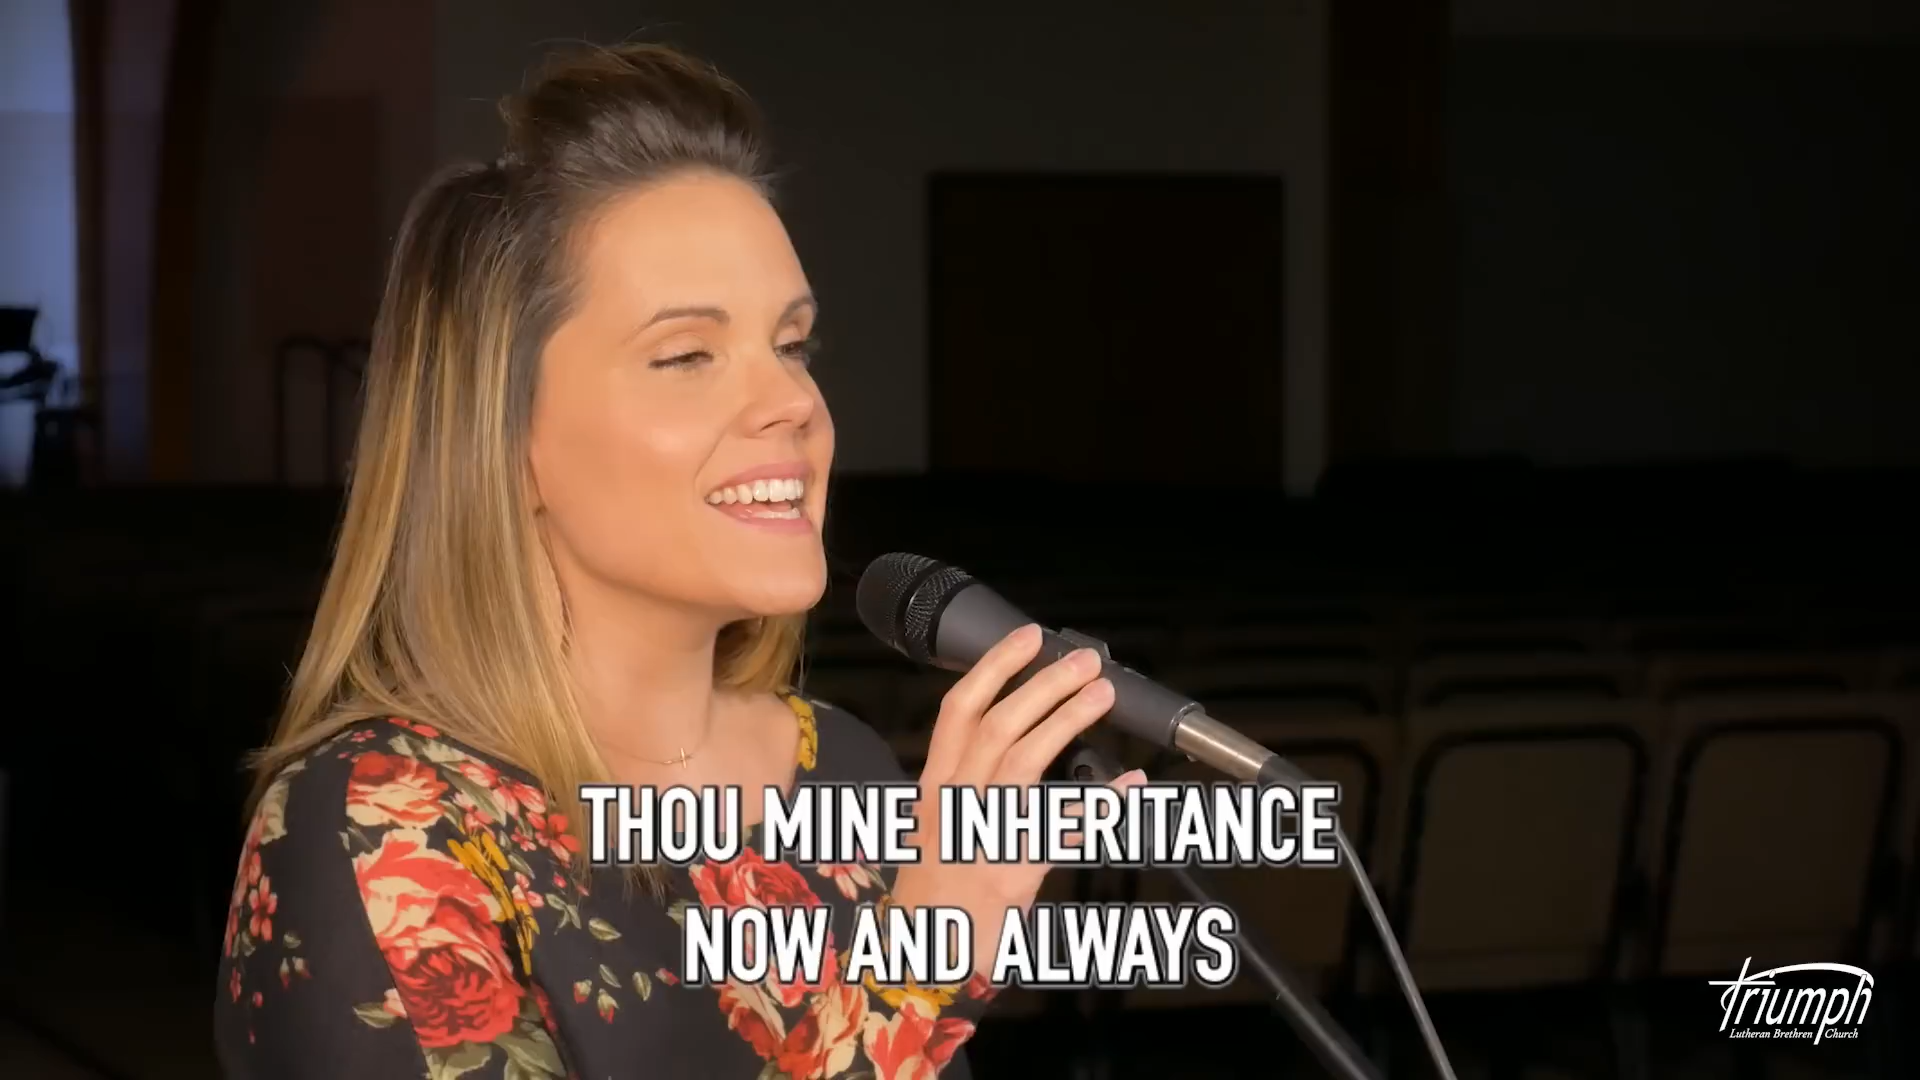 THOU MINE INHERITANCE
NOW AND ALWAYS
triumph
Lutheran Brethren Church